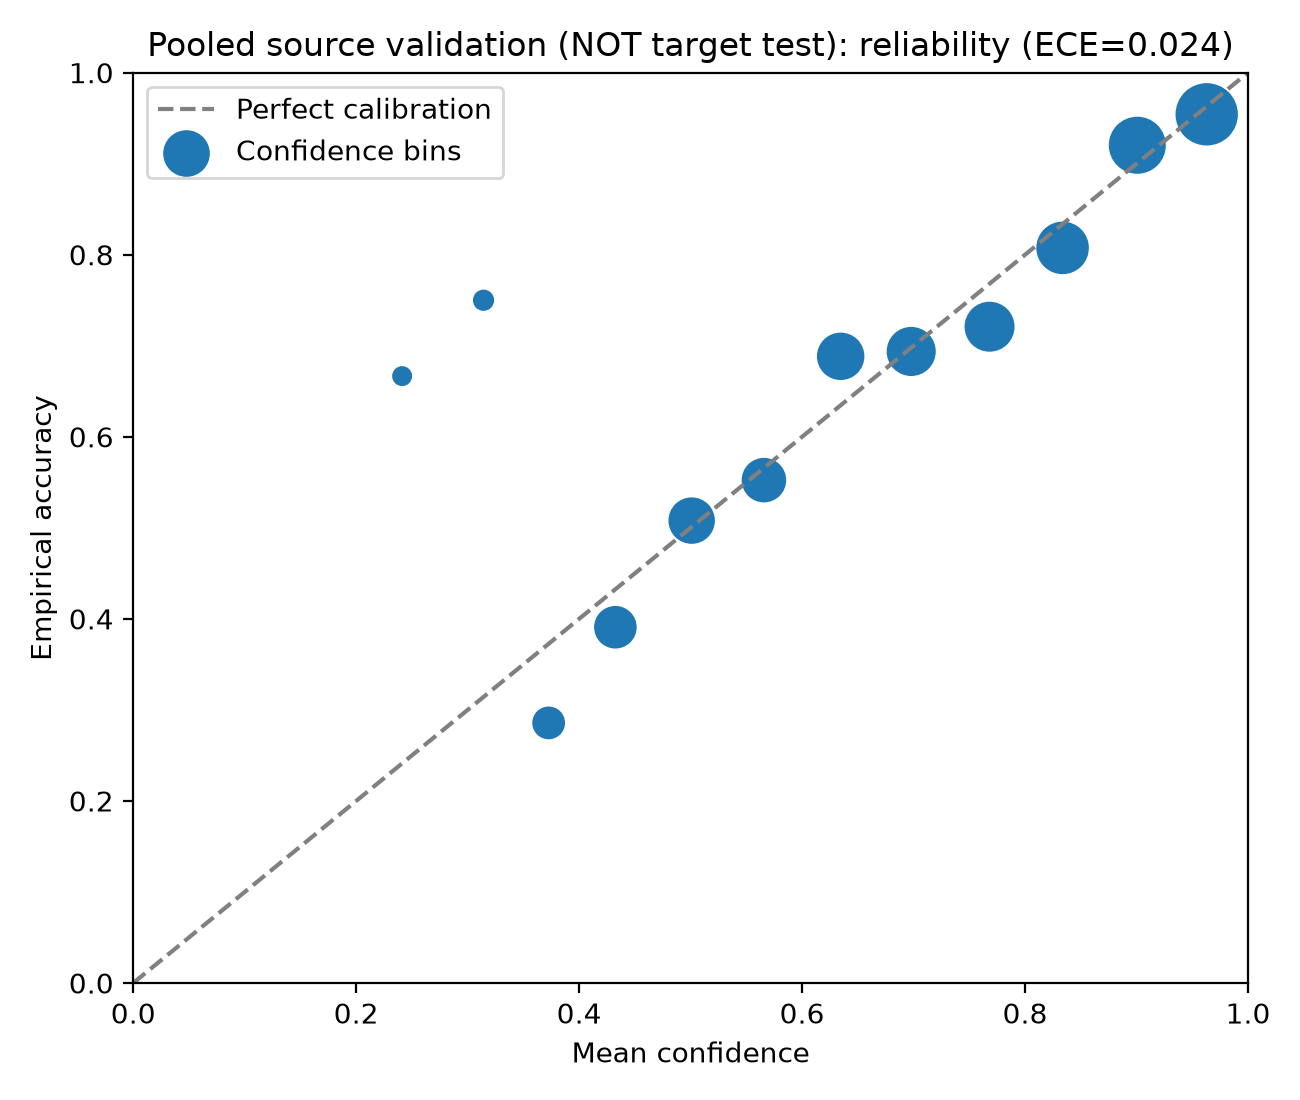 Pooled source validation (NOT target test): reliability (ECE=0.024)
Perfect calibration
Confidence bins
1.0
0.8
0.6
0.4
0.2
0.0
Empirical accuracy
0.0 0.2 0.4 0.6 0.8 1.0
Mean confidence